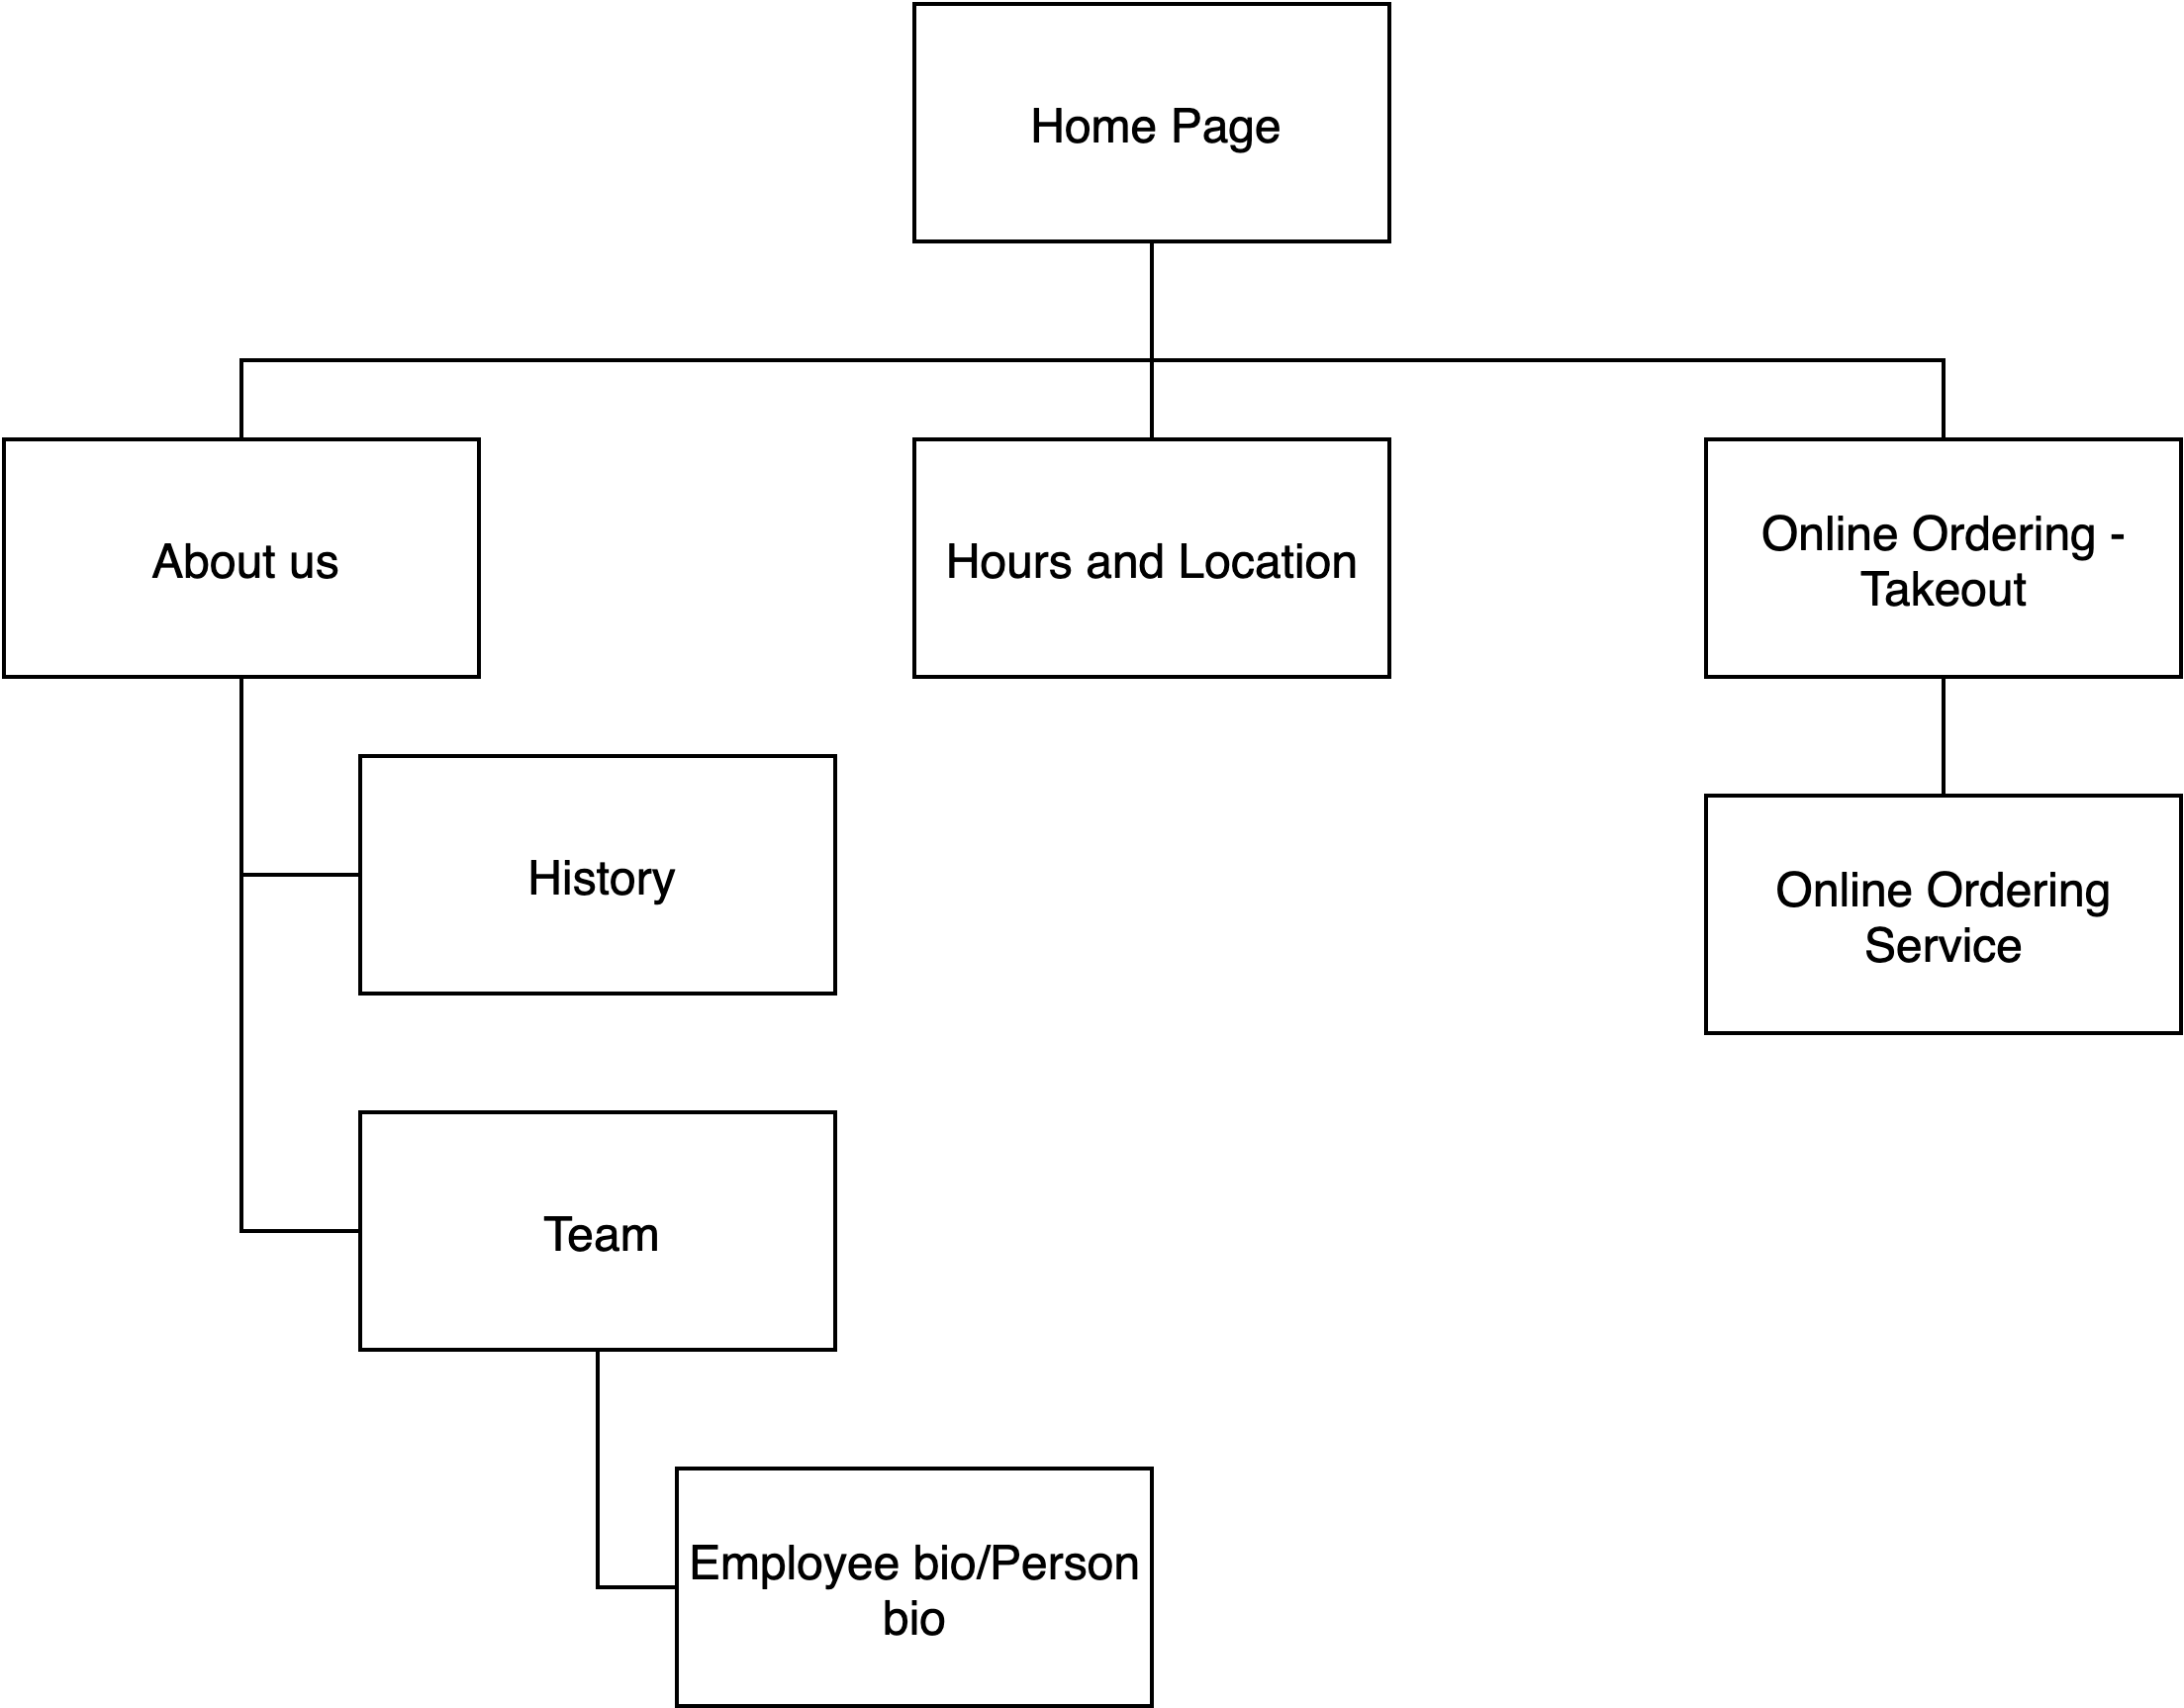 Home Page
About us
Hours and Location
Online Ordering -
Takeout
History
Online Ordering
Service
Team
Employee bio/Person
bio